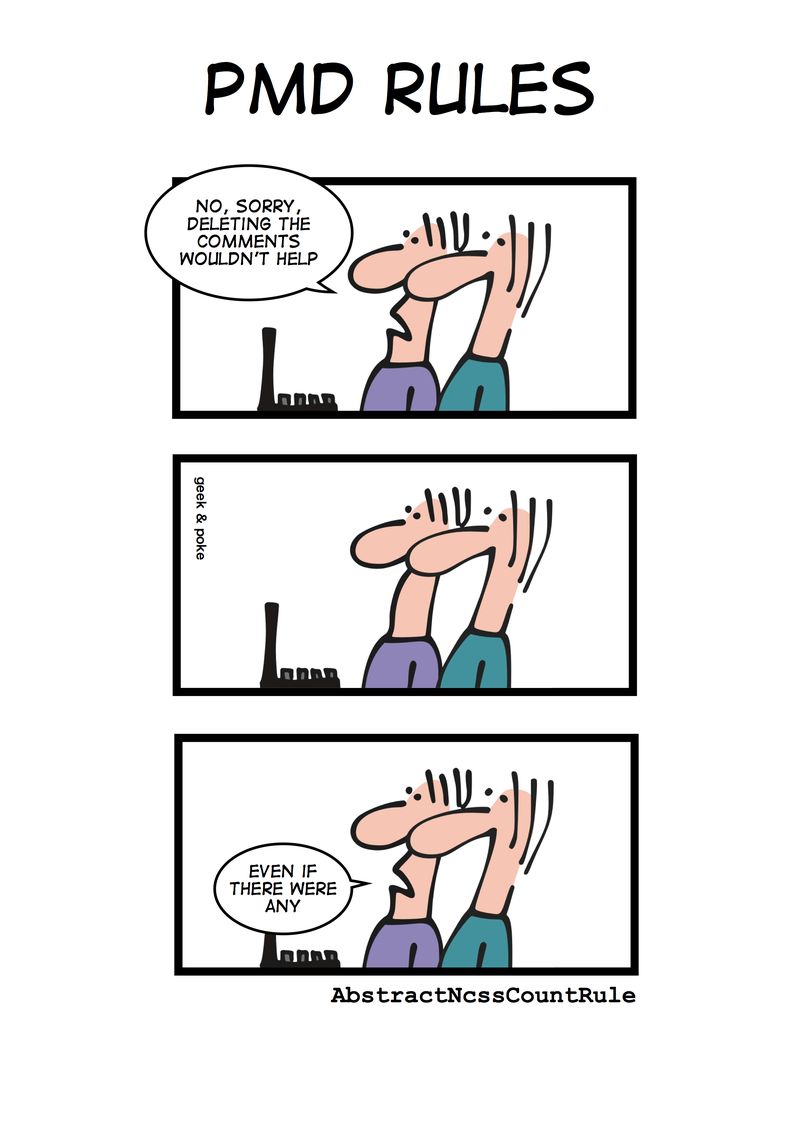 PMD RULES
NO, SORRY,
DELETING THE
COMMENTS
WOULDN'T HELP
geek & poke
EVEN IF
THERE WERE
ANY
AbstractNcssCountRule